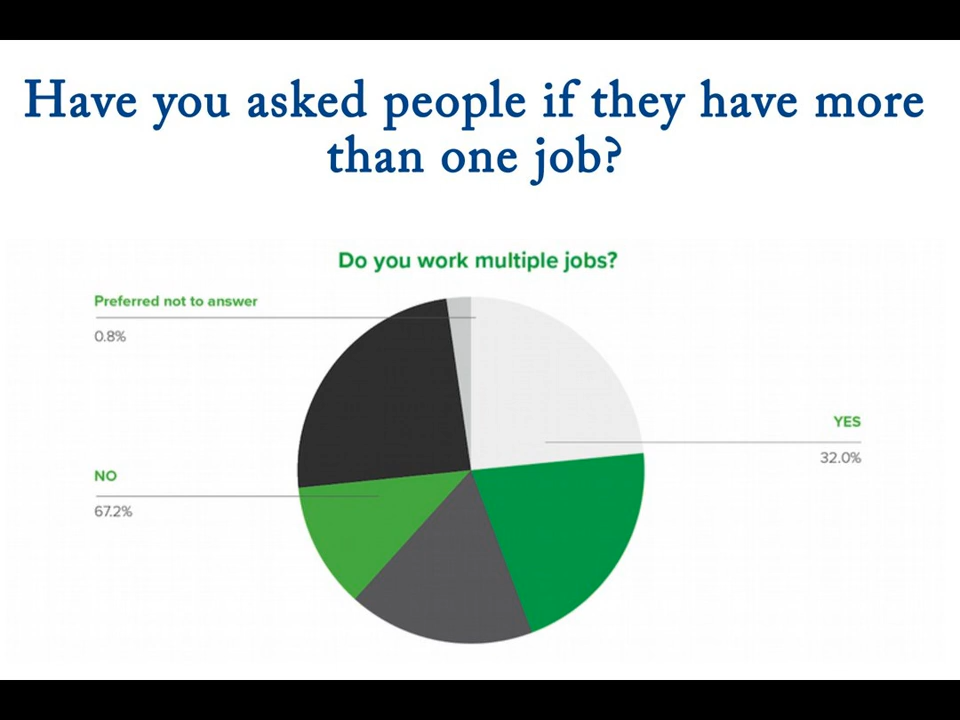 Have you asked people if they have more
than one job?
Do you work multiple jobs?
Preferred not to answer
0.8%
YES
32.0%
NO
67.2%